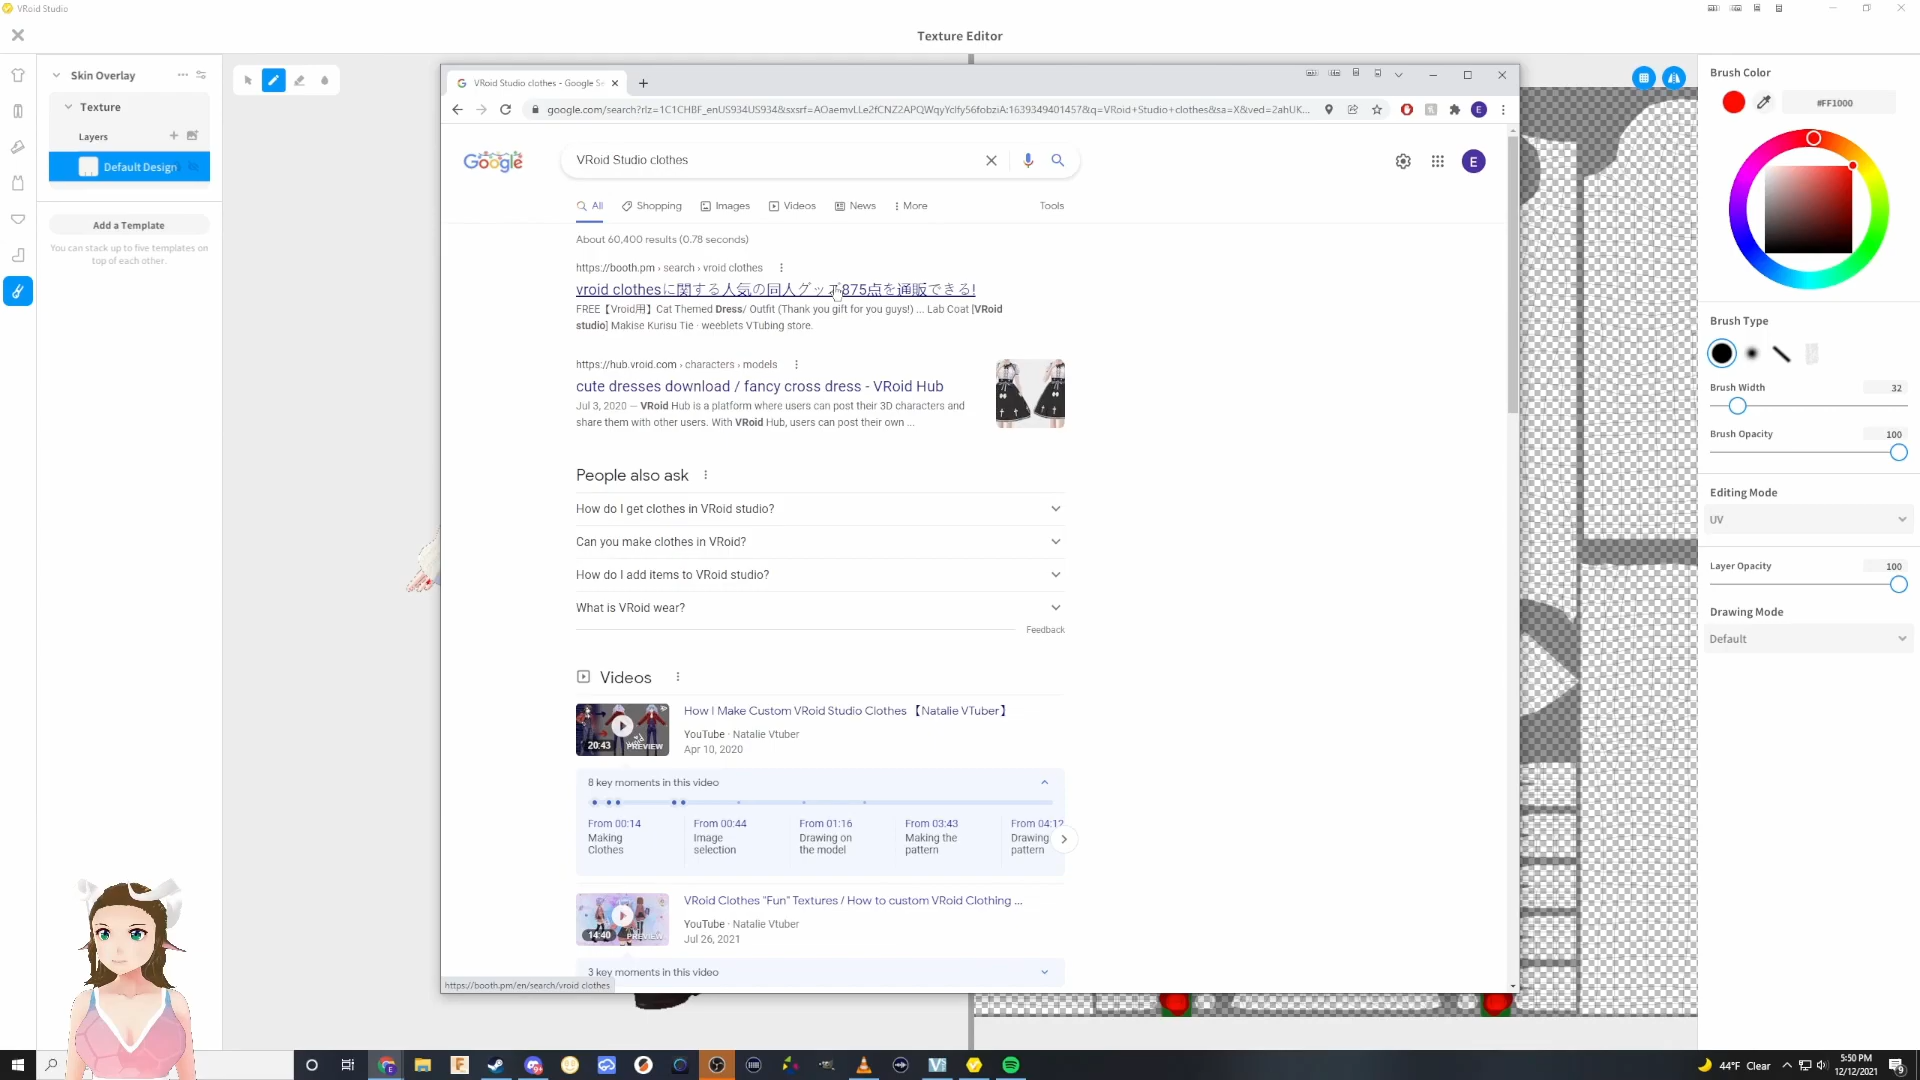 VRoid Studio
Texture Editor
Skin Overlay
Texture
Layers
Default Design
Add a Template
You can stack up to five templates on
top of each other.
VRoid Studio clothes - Google Se
google.com/search?rlz=1C1CHBF_enUS934US934&sxsrf=AOaemvLLe2fCNZ2APQWqyYclfy56fobziA:1639349401457&q=VRoid+Studio+clothes&sa=X&ved=2ahUK...
E
Google
VRoid Studio clothes
E
All
Shopping
Images
Videos
News
More
Tools
About 60,400 results (0.78 seconds)
https://booth.pm › search › vroid clothes
vroid clothesに関する人気の同人グッズ875点を通販できる!
FREE【Vroid用】Cat Themed Dress/ Outfit (Thank you gift for you guys!) ... Lab Coat [VRoid
studio] Makise Kurisu Tie · weeblets VTubing store.
https://hub.vroid.com › characters › models
cute dresses download / fancy cross dress - VRoid Hub
Jul 3, 2020 — VRoid Hub is a platform where users can post their 3D characters and
share them with other users. With VRoid Hub, users can post their own ...
People also ask
How do I get clothes in VRoid studio?
Can you make clothes in VRoid?
How do I add items to VRoid studio?
What is VRoid wear?
Feedback
Videos
How I Make Custom VRoid Studio Clothes 【Natalie VTuber】
YouTube · Natalie Vtuber
Apr 10, 2020
20:43
PREVIEW
8 key moments in this video
From 00:14
Making
Clothes
From 00:44
Image
selection
From 01:16
Drawing on
the model
From 03:43
Making the
pattern
From 04:12
Drawing
pattern
VRoid Clothes "Fun" Textures / How to custom VRoid Clothing ...
YouTube · Natalie Vtuber
Jul 26, 2021
14:40
PREVIEW
3 key moments in this video
https://booth.pm/en/search/vroid clothes
Brush Color
#FF1000
Brush Type
Brush Width
32
Brush Opacity
100
Editing Mode
UV
Layer Opacity
100
Drawing Mode
Default
44°F Clear
5:50 PM
12/12/2021